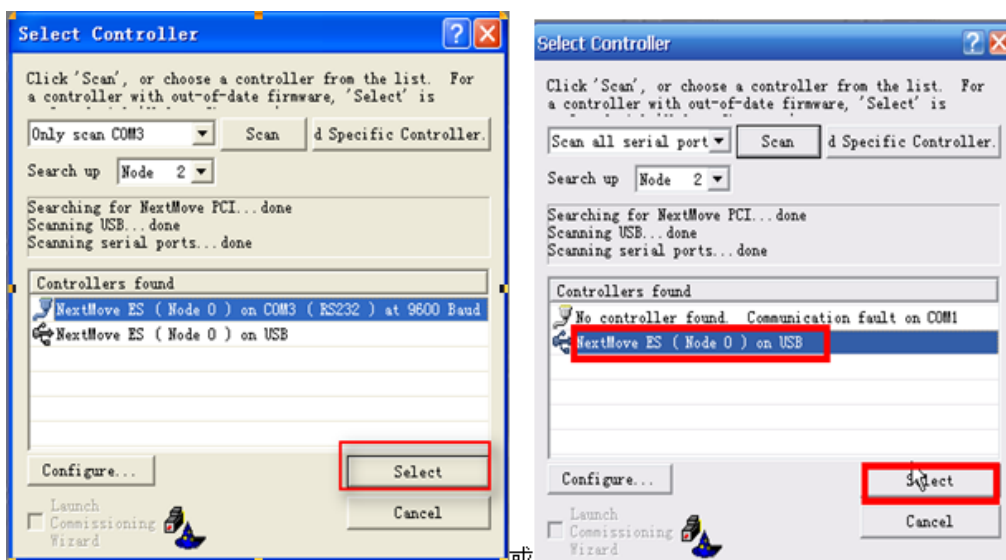 Select Controller
Click 'Scan', or choose a controller from the list. For
a controller with out-of-date firmware, 'Select' is
Only scan COM3
Scan
d Specific Controller.
Search up Node 2
Searching for NextMove PCI...done
Scanning USB...done
Scanning serial ports...done
Controllers found
NextMove ES ( Node 0 ) on COM3 ( RS232 ) at 9600 Baud
NextMove ES ( Node 0 ) on USB
Configure...
Select
Launch
Commissioning
Wizard
Cancel
或
Select Controller
Click 'Scan', or choose a controller from the list. For
a controller with out-of-date firmware, 'Select' is
Scan all serial port
Scan
d Specific Controller.
Search up Node 2
Searching for NextMove PCI...done
Scanning USB...done
Scanning serial ports...done
Controllers found
No controller found. Communication fault on COM1
NextMove ES ( Node 0 ) on USB
Configure...
Select
Launch
Commissioning
Wizard
Cancel